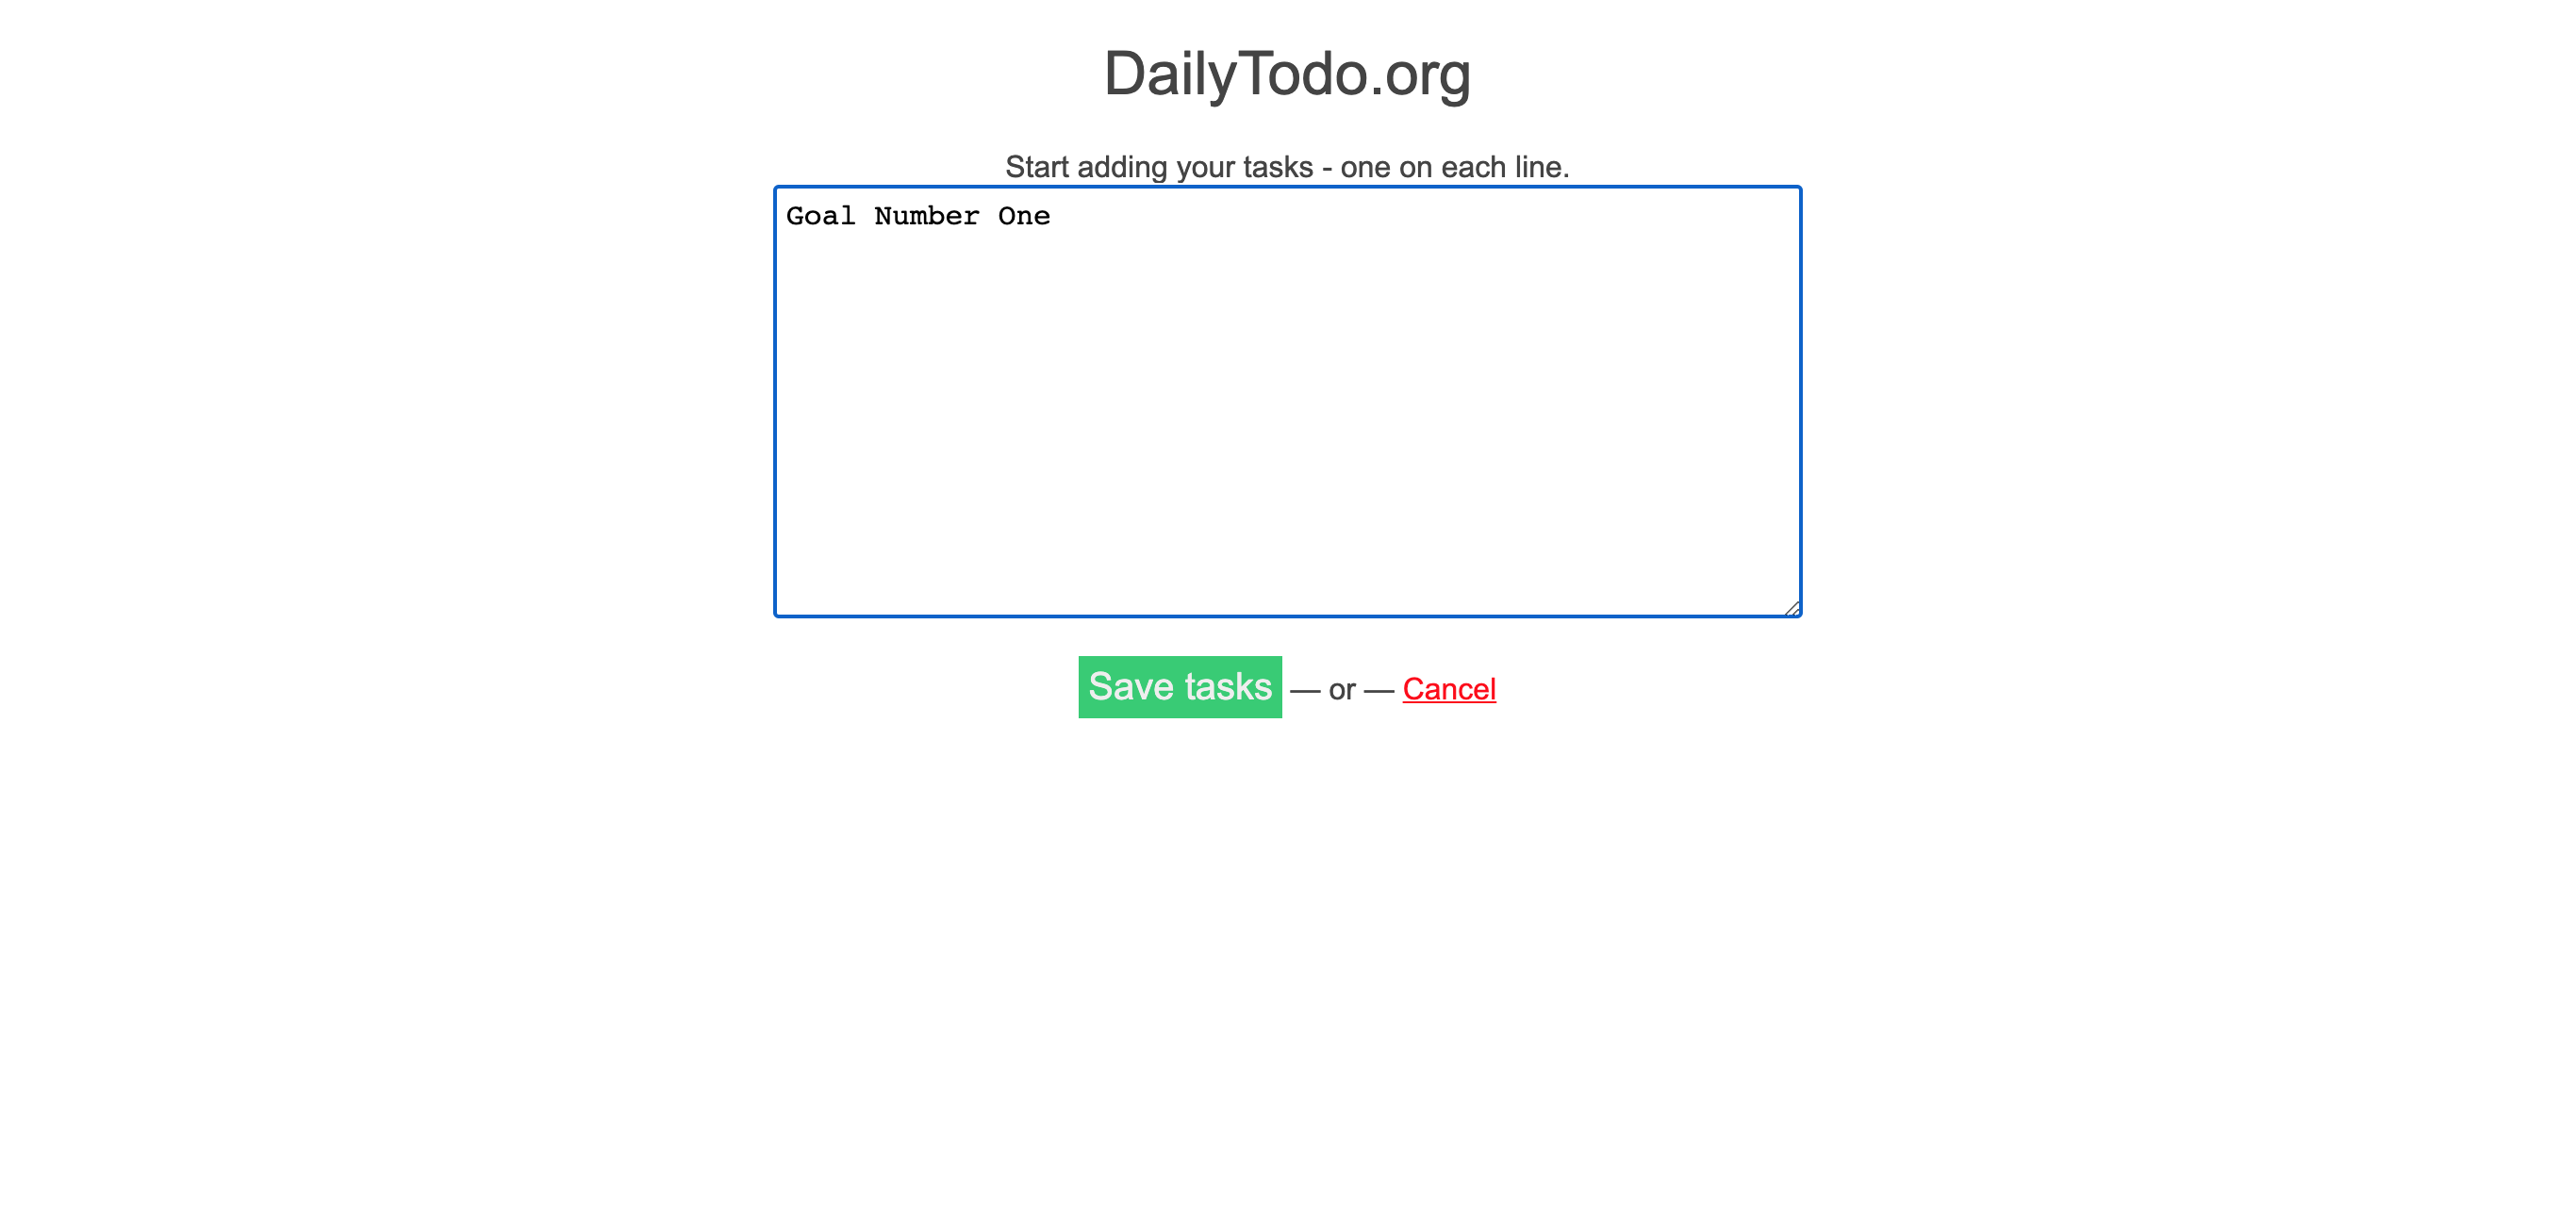 DailyTodo.org
Start adding your tasks - one on each line.
Goal Number One
Save tasks — or — Cancel